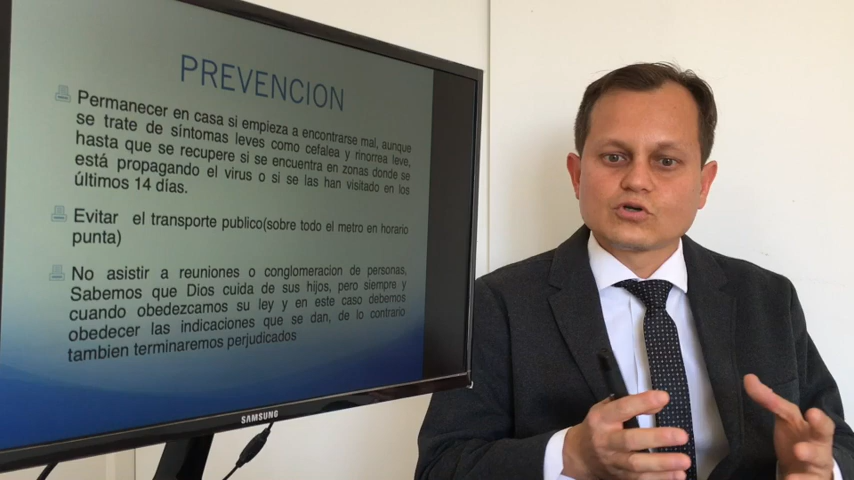 PREVENCION
Permanecer en casa si empieza a encontrarse mal, aunque
se trate de síntomas leves como cefalea y rinorrea leve,
hasta que se recupere si se encuentra en zonas donde se
está propagando el virus o si se las han visitado en los
últimos 14 días.
Evitar el transporte publico(sobre todo el metro en horario
punta)
No asistir a reuniones o conglomeracion de personas,
Sabemos que Dios cuida de sus hijos, pero siempre y
cuando obedezcamos su ley y en este caso debemos
obedecer las indicaciones que se dan, de lo contrario
tambien terminaremos perjudicados
SAMSUNG